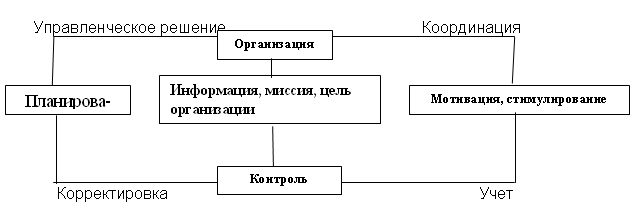 Управленческое решение
Координация
Организация
Планирова-
Информация, миссия, цель
организации
Мотивация, стимулирование
Контроль
Корректировка
Учет